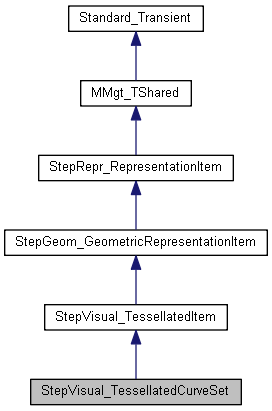 Standard_Transient
MMgt_TShared
StepRepr_RepresentationItem
StepGeom_GeometricRepresentationItem
StepVisual_TessellatedItem
StepVisual_TessellatedCurveSet